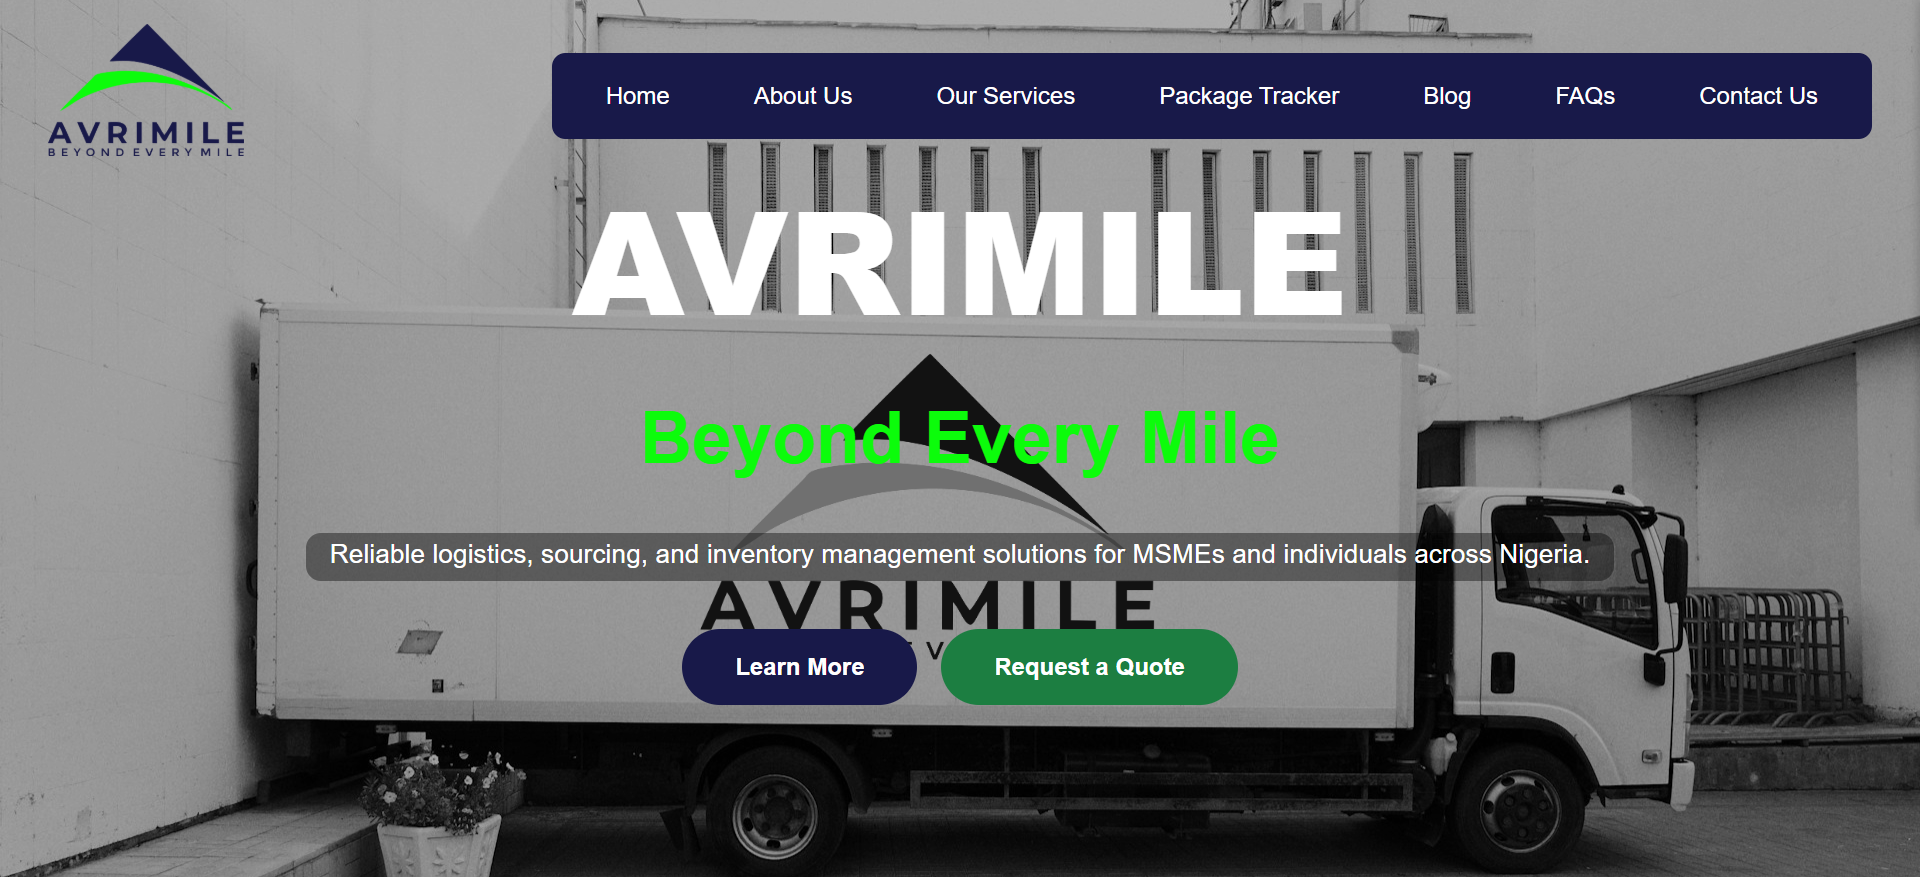 AVRIMILE
BEYOND EVERY MILE
Home
About Us
Our Services
Package Tracker
Blog
FAQs
Contact Us
AVRIMILE
Beyond Every Mile
Reliable logistics, sourcing, and inventory management solutions for MSMEs and individuals across Nigeria.
AVRIMILE
Learn More
Request a Quote